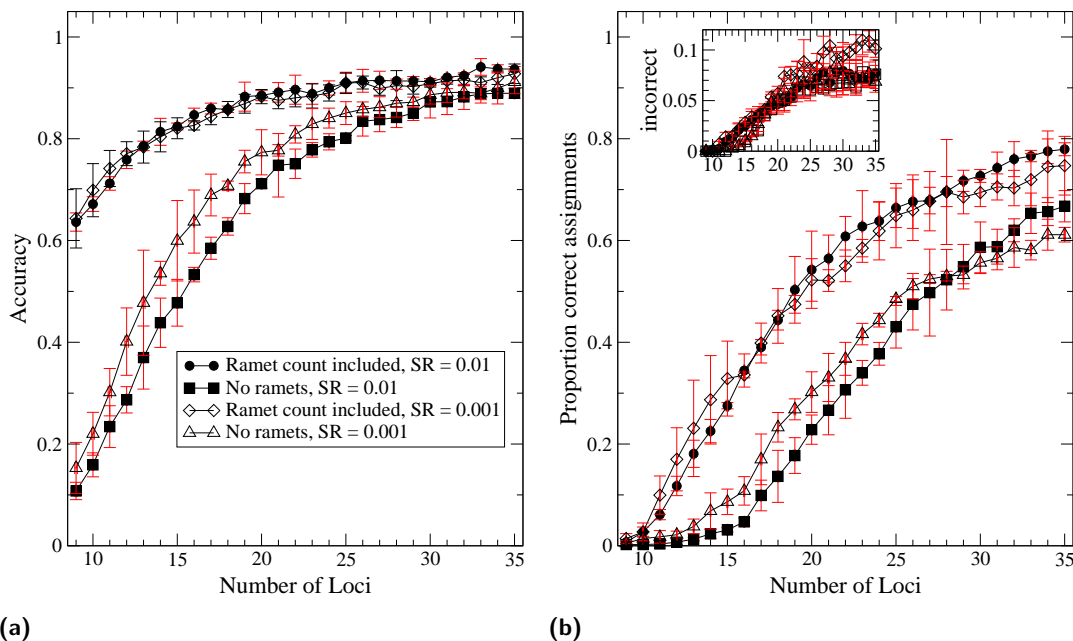 1
0.8
0.6
0.4
0.2
0
Accuracy
10 15 20 25 30 35
Number of Loci
Ramet count included, SR = 0.01
No ramets, SR = 0.01
Ramet count included, SR = 0.001
No ramets, SR = 0.001
(a)
1
0.8
0.6
0.4
0.2
0
Proportion correct assignments
10 15 20 25 30 35
Number of Loci
0.1
0.05
0
incorrect
10 15 20 25 30 35
(b)